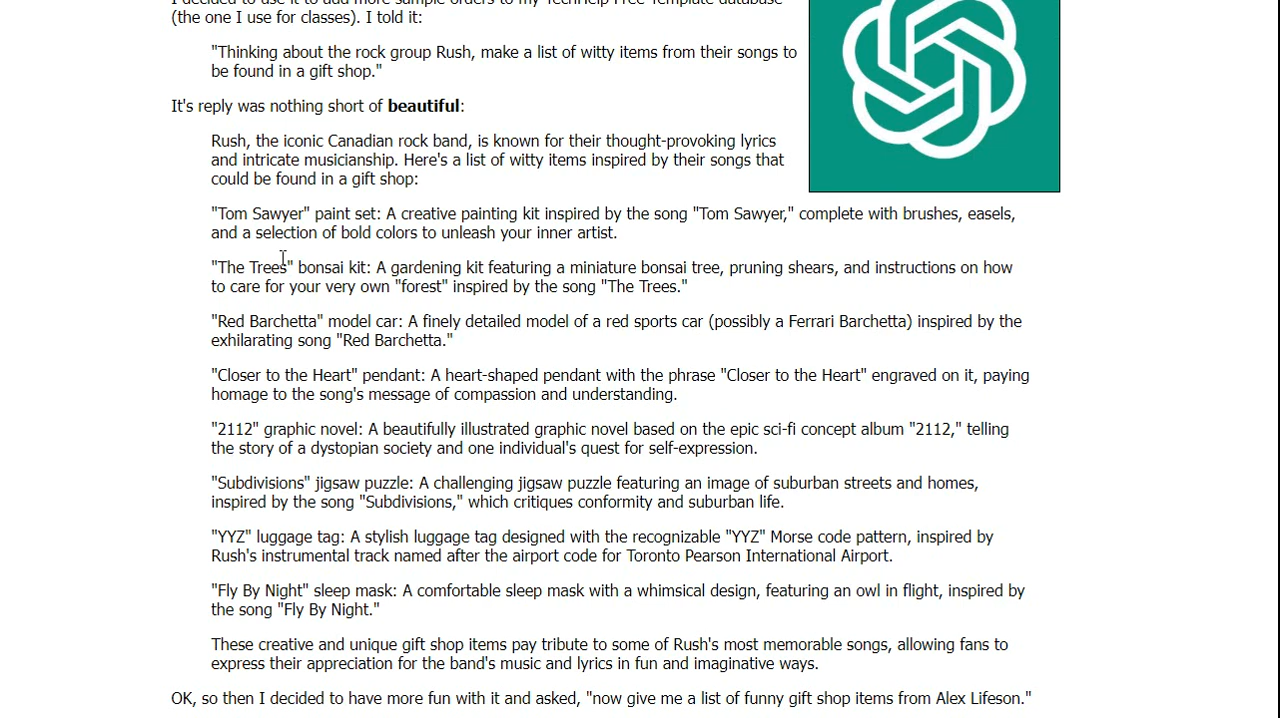 I decided to use it to add more sample orders to my TechHelp Free Template database
(the one I use for classes). I told it:
"Thinking about the rock group Rush, make a list of witty items from their songs to
be found in a gift shop."
It's reply was nothing short of beautiful:
Rush, the iconic Canadian rock band, is known for their thought-provoking lyrics
and intricate musicianship. Here's a list of witty items inspired by their songs that
could be found in a gift shop:
"Tom Sawyer" paint set: A creative painting kit inspired by the song "Tom Sawyer," complete with brushes, easels,
and a selection of bold colors to unleash your inner artist.
"The Trees" bonsai kit: A gardening kit featuring a miniature bonsai tree, pruning shears, and instructions on how
to care for your very own "forest" inspired by the song "The Trees."
"Red Barchetta" model car: A finely detailed model of a red sports car (possibly a Ferrari Barchetta) inspired by the
exhilarating song "Red Barchetta."
"Closer to the Heart" pendant: A heart-shaped pendant with the phrase "Closer to the Heart" engraved on it, paying
homage to the song's message of compassion and understanding.
"2112" graphic novel: A beautifully illustrated graphic novel based on the epic sci-fi concept album "2112," telling
the story of a dystopian society and one individual's quest for self-expression.
"Subdivisions" jigsaw puzzle: A challenging jigsaw puzzle featuring an image of suburban streets and homes,
inspired by the song "Subdivisions," which critiques conformity and suburban life.
"YYZ" luggage tag: A stylish luggage tag designed with the recognizable "YYZ" Morse code pattern, inspired by
Rush's instrumental track named after the airport code for Toronto Pearson International Airport.
"Fly By Night" sleep mask: A comfortable sleep mask with a whimsical design, featuring an owl in flight, inspired by
the song "Fly By Night."
These creative and unique gift shop items pay tribute to some of Rush's most memorable songs, allowing fans to
express their appreciation for the band's music and lyrics in fun and imaginative ways.
OK, so then I decided to have more fun with it and asked, "now give me a list of funny gift shop items from Alex Lifeson."